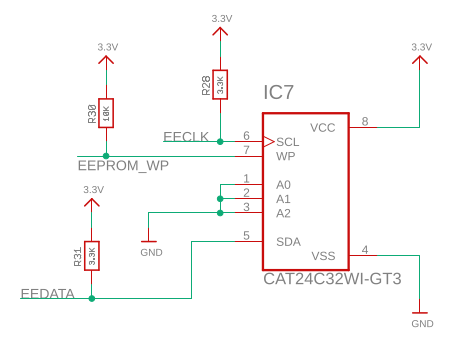 3.3V
3.3V
3.3V
R28
3.3K
R30
10K
IC7
EECLK
6
SCL
VCC
8
7
WP
EEPROM_WP
3.3V
1
A0
2
A1
3
A2
GND
5
SDA
R31
3.3K
VSS
4
EEDATA
CAT24C32WI-GT3
GND